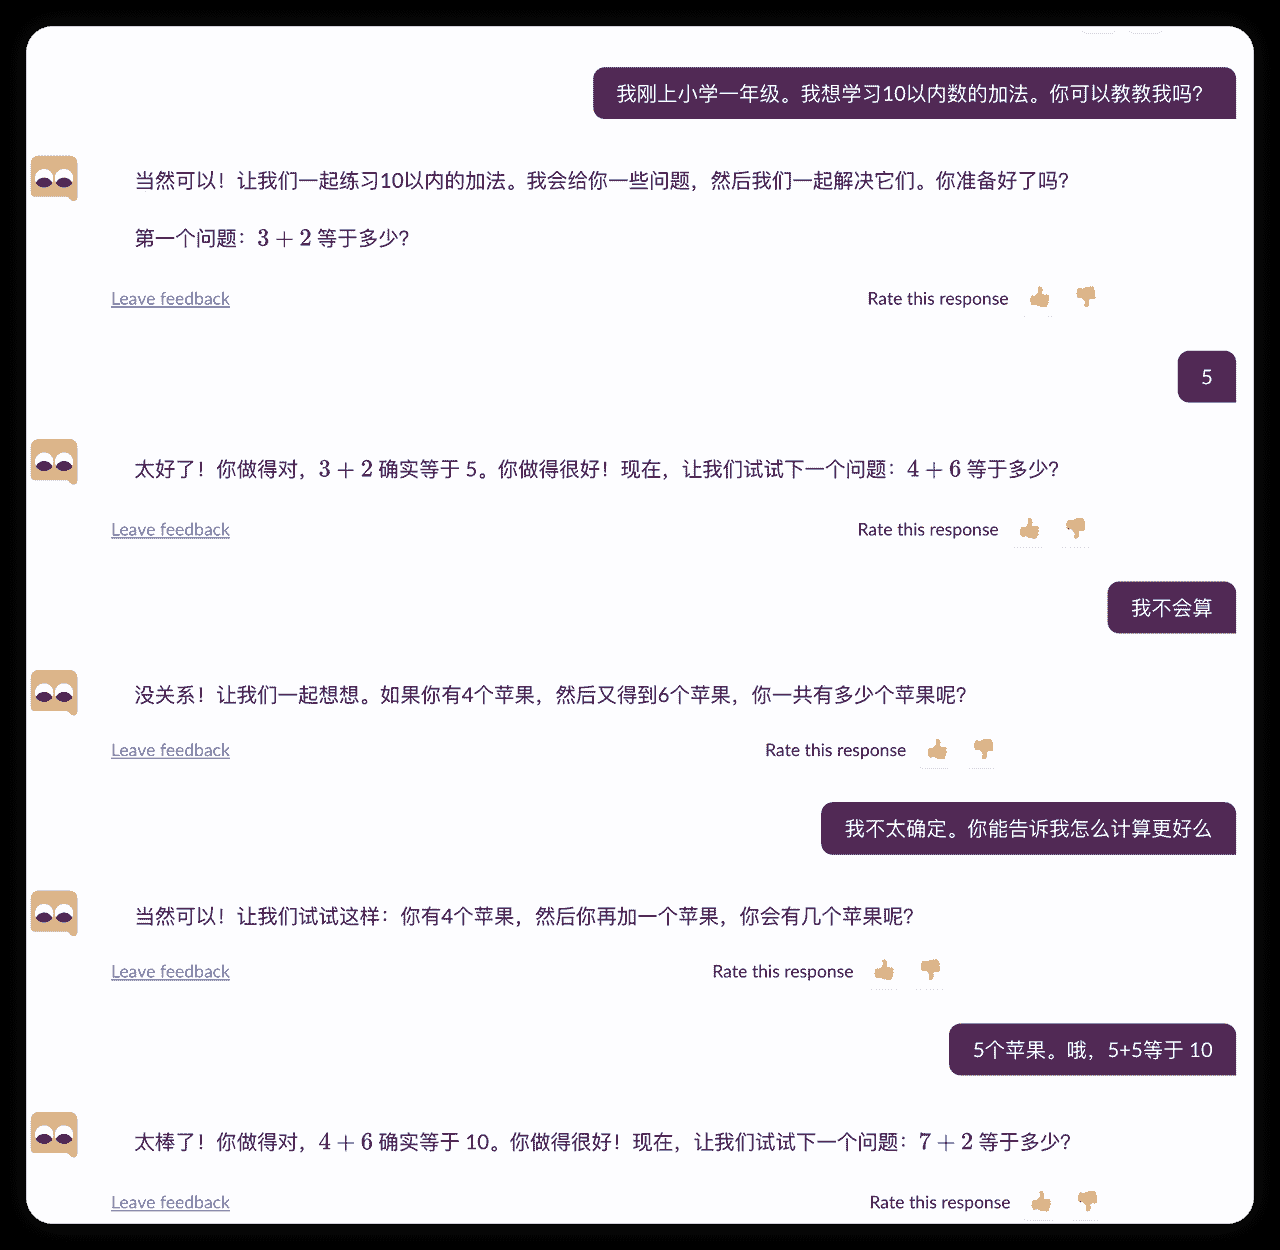 我刚上小学一年级。我想学习10以内数的加法。你可以教教我吗?
当然可以！让我们一起练习10以内的加法。我会给你一些问题，然后我们一起解决它们。你准备好了吗?
第一个问题：3 + 2 等于多少?
Leave feedback
Rate this response
5
太好了！你做得对，3 + 2 确实等于 5。你做得很好！现在，让我们试试下一个问题：4 + 6 等于多少?
Leave feedback
Rate this response
我不会算
没关系！让我们一起想想。如果你有4个苹果，然后又得到6个苹果，你一共有多少个苹果呢?
Leave feedback
Rate this response
我不太确定。你能告诉我怎么计算更好么
当然可以！让我们试试这样：你有4个苹果，然后你再加一个苹果，你会有几个苹果呢?
Leave feedback
Rate this response
5个苹果。哦，5+5等于 10
太棒了！你做得对，4 + 6 确实等于 10。你做得很好！现在，让我们试试下一个问题：7 + 2 等于多少?
Leave feedback
Rate this response